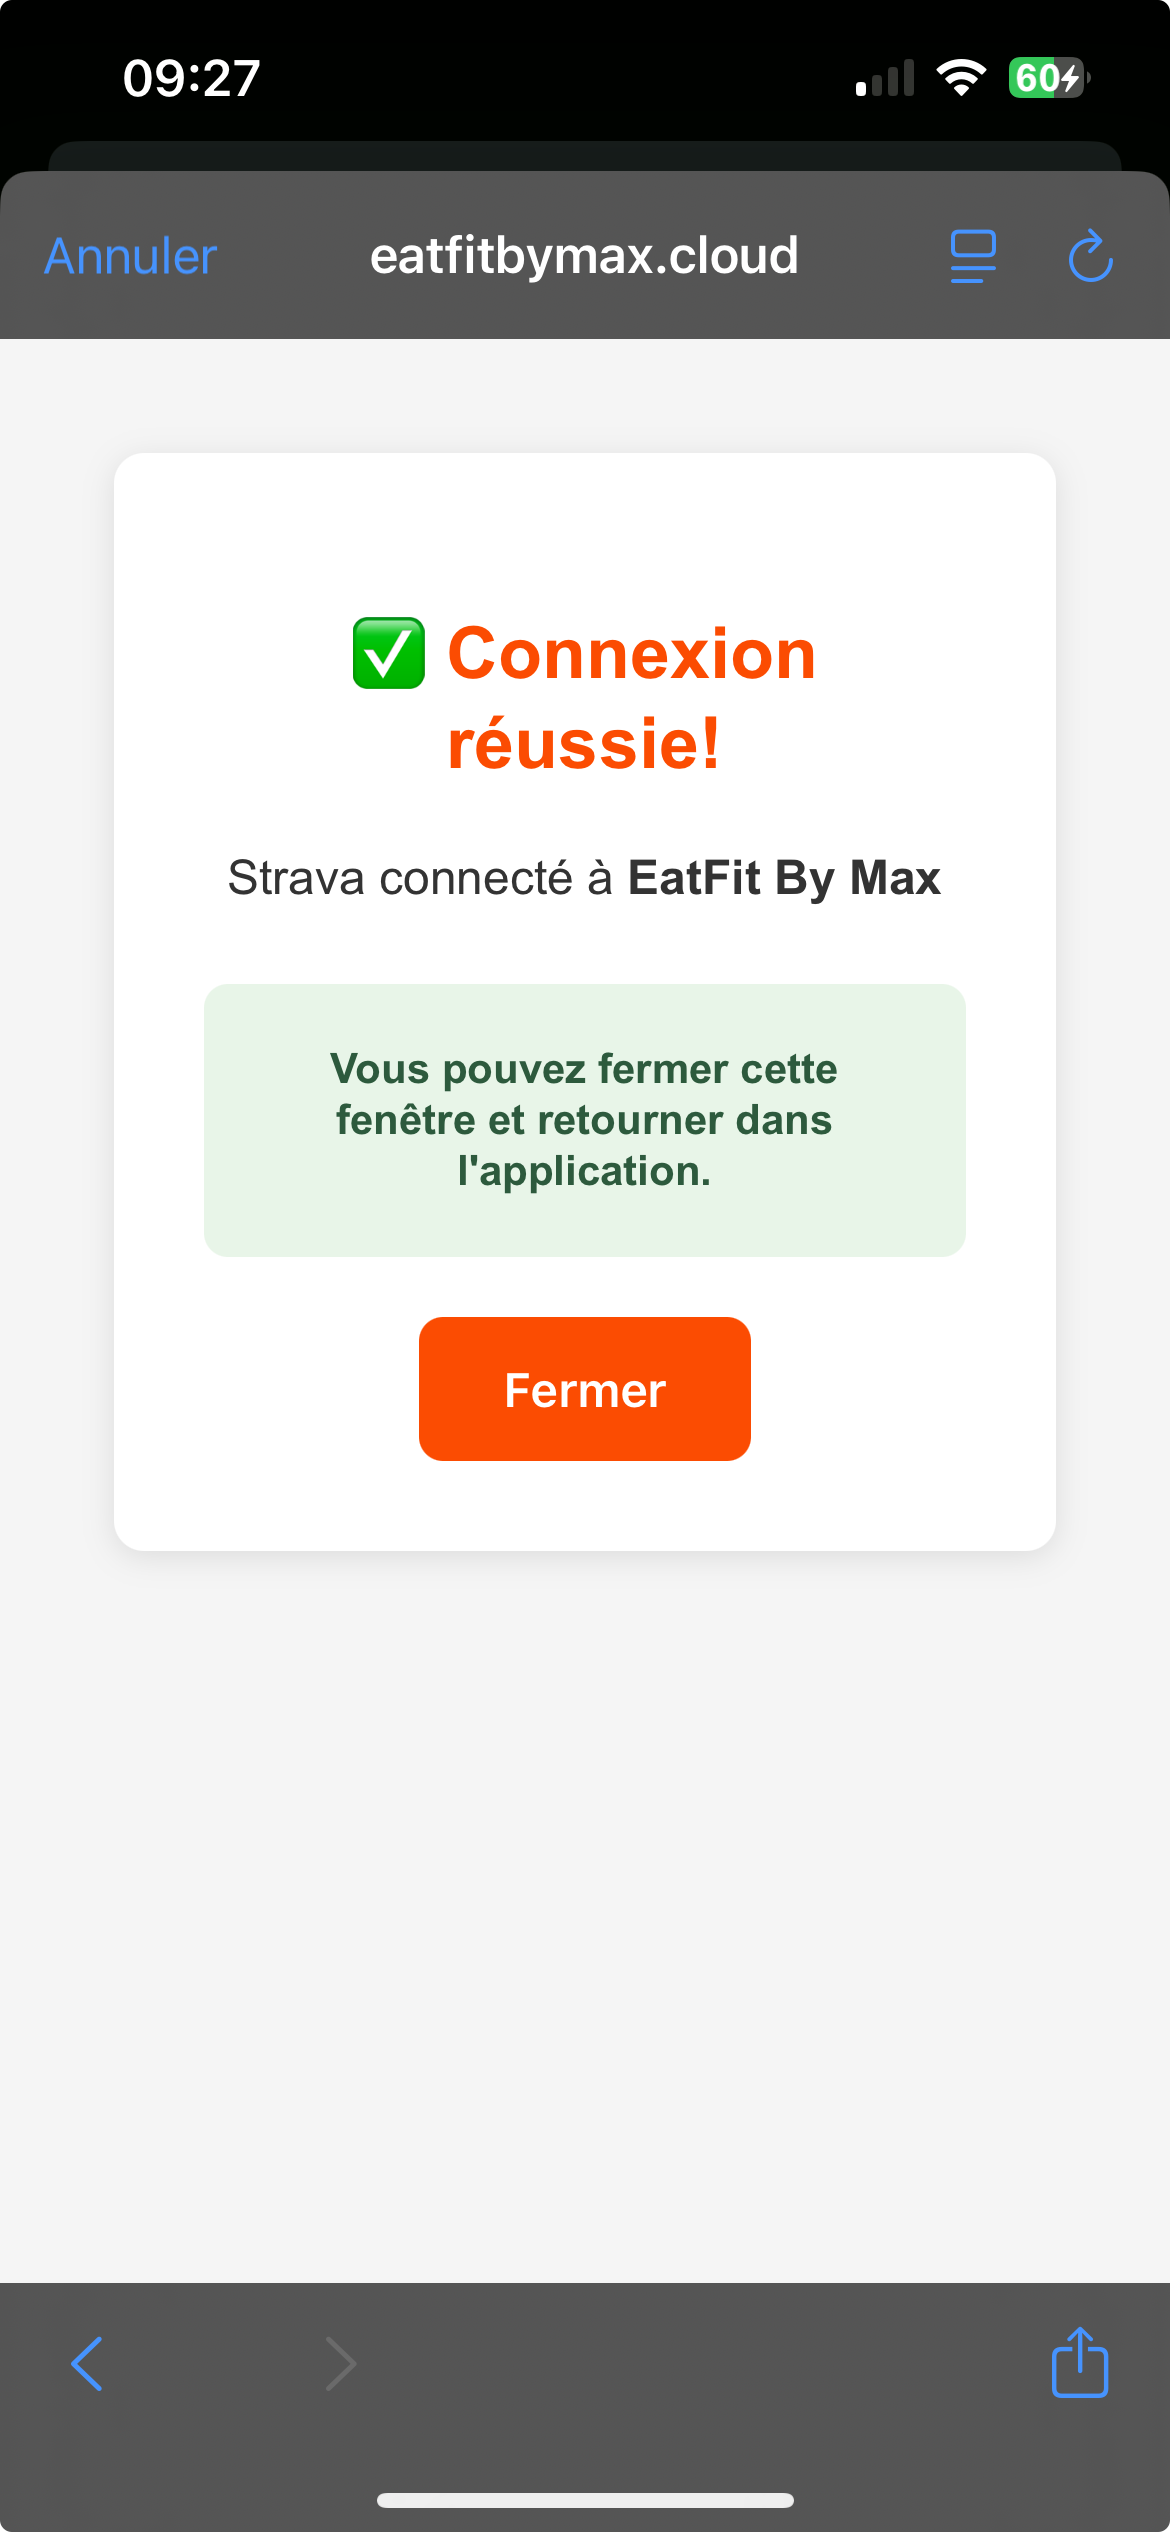 09:27
60
Annuler
eatfitbymax.cloud
✅ Connexion
réussie!
Strava connecté à EatFit By Max
Vous pouvez fermer cette
fenêtre et retourner dans
l'application.
Fermer